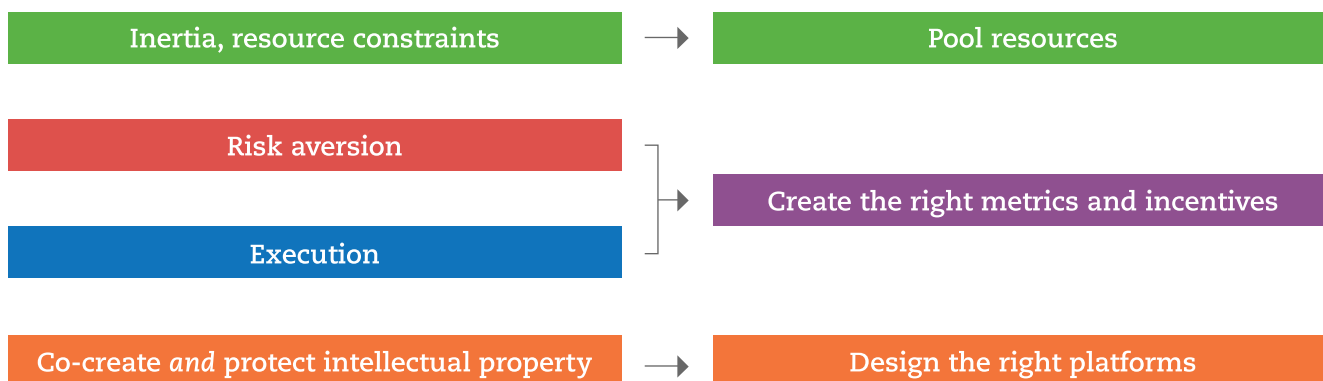 Inertia, resource constraints
Pool resources
Risk aversion
Create the right metrics and incentives
Execution
Co-create and protect intellectual property
Design the right platforms